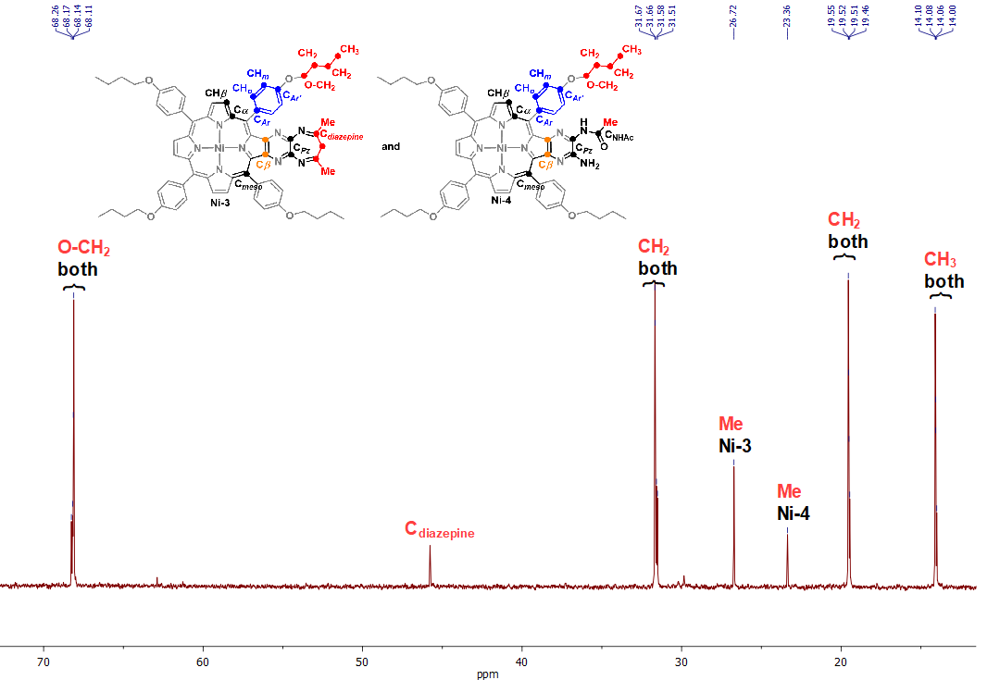 68.26
68.17
68.14
68.11
31.67
31.66
31.58
31.51
26.72
23.36
19.55
19.52
19.51
19.46
14.10
14.08
14.06
14.00
CH2 CH3
CHm O CH2
O-CH2
CHβ CHo CAr'
Cα
CAr
O
N N N Me
Cdiazepine
N Ni N CPz
Cβ N N
N Me
Cmeso
O Ni-3 O
and
CH2 CH3
CHm O CH2
O-CH2
CHβ CHo CAr'
Cα
CAr
O
H Me
N N N CNHAc
O
N Ni N CPz
Cβ N NH2
N
Cmeso
O Ni-4 O
O-CH2
both
CH2
both
CH2
both
CH3
both
Me
Ni-3
Me
Ni-4
C diazepine
70 60 50 40 30 20
ppm